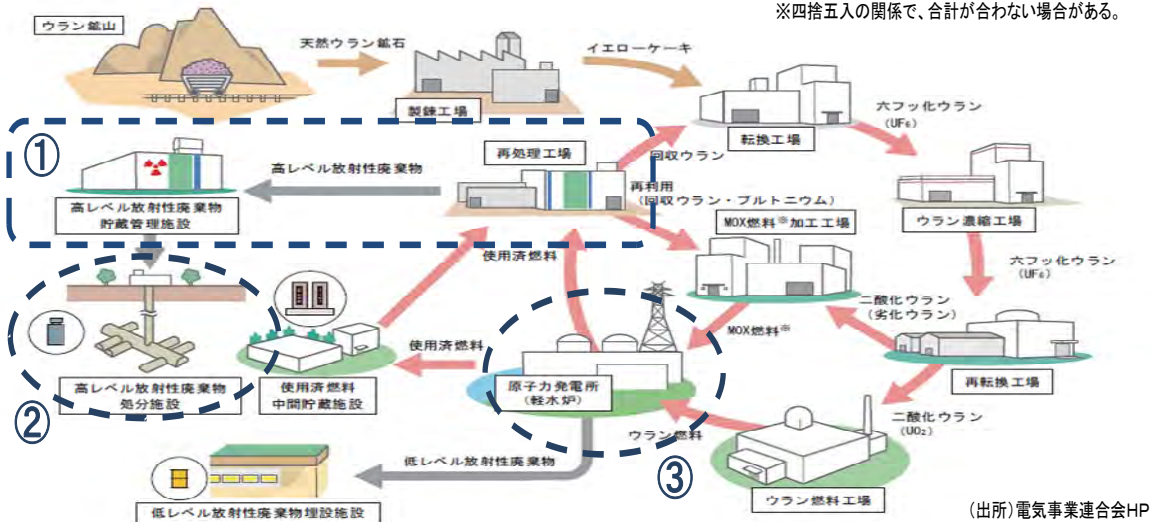 ※四捨五入の関係で、合計が合わない場合がある。
ウラン鉱山
天然ウラン鉱石
イエローケーキ
製錬工場
転換工場
六フッ化ウラン
(UF₆)
①
再処理工場
回収ウラン
高レベル放射性廃棄物
再利用
(回収ウラン・プルトニウム)
高レベル放射性廃棄物
貯蔵管理施設
MOX燃料※加工工場
ウラン濃縮工場
使用済燃料
六フッ化ウラン
(UF₆)
二酸化ウラン
(劣化ウラン)
MOX燃料※
使用済燃料
原子力発電所
(軽水炉)
再転換工場
高レベル放射性廃棄物
処分施設
使用済燃料
中間貯蔵施設
②
二酸化ウラン
(UO₂)
ウラン燃料
③
低レベル放射性廃棄物
ウラン燃料工場
低レベル放射性廃棄物埋設施設
(出所)電気事業連合会HP